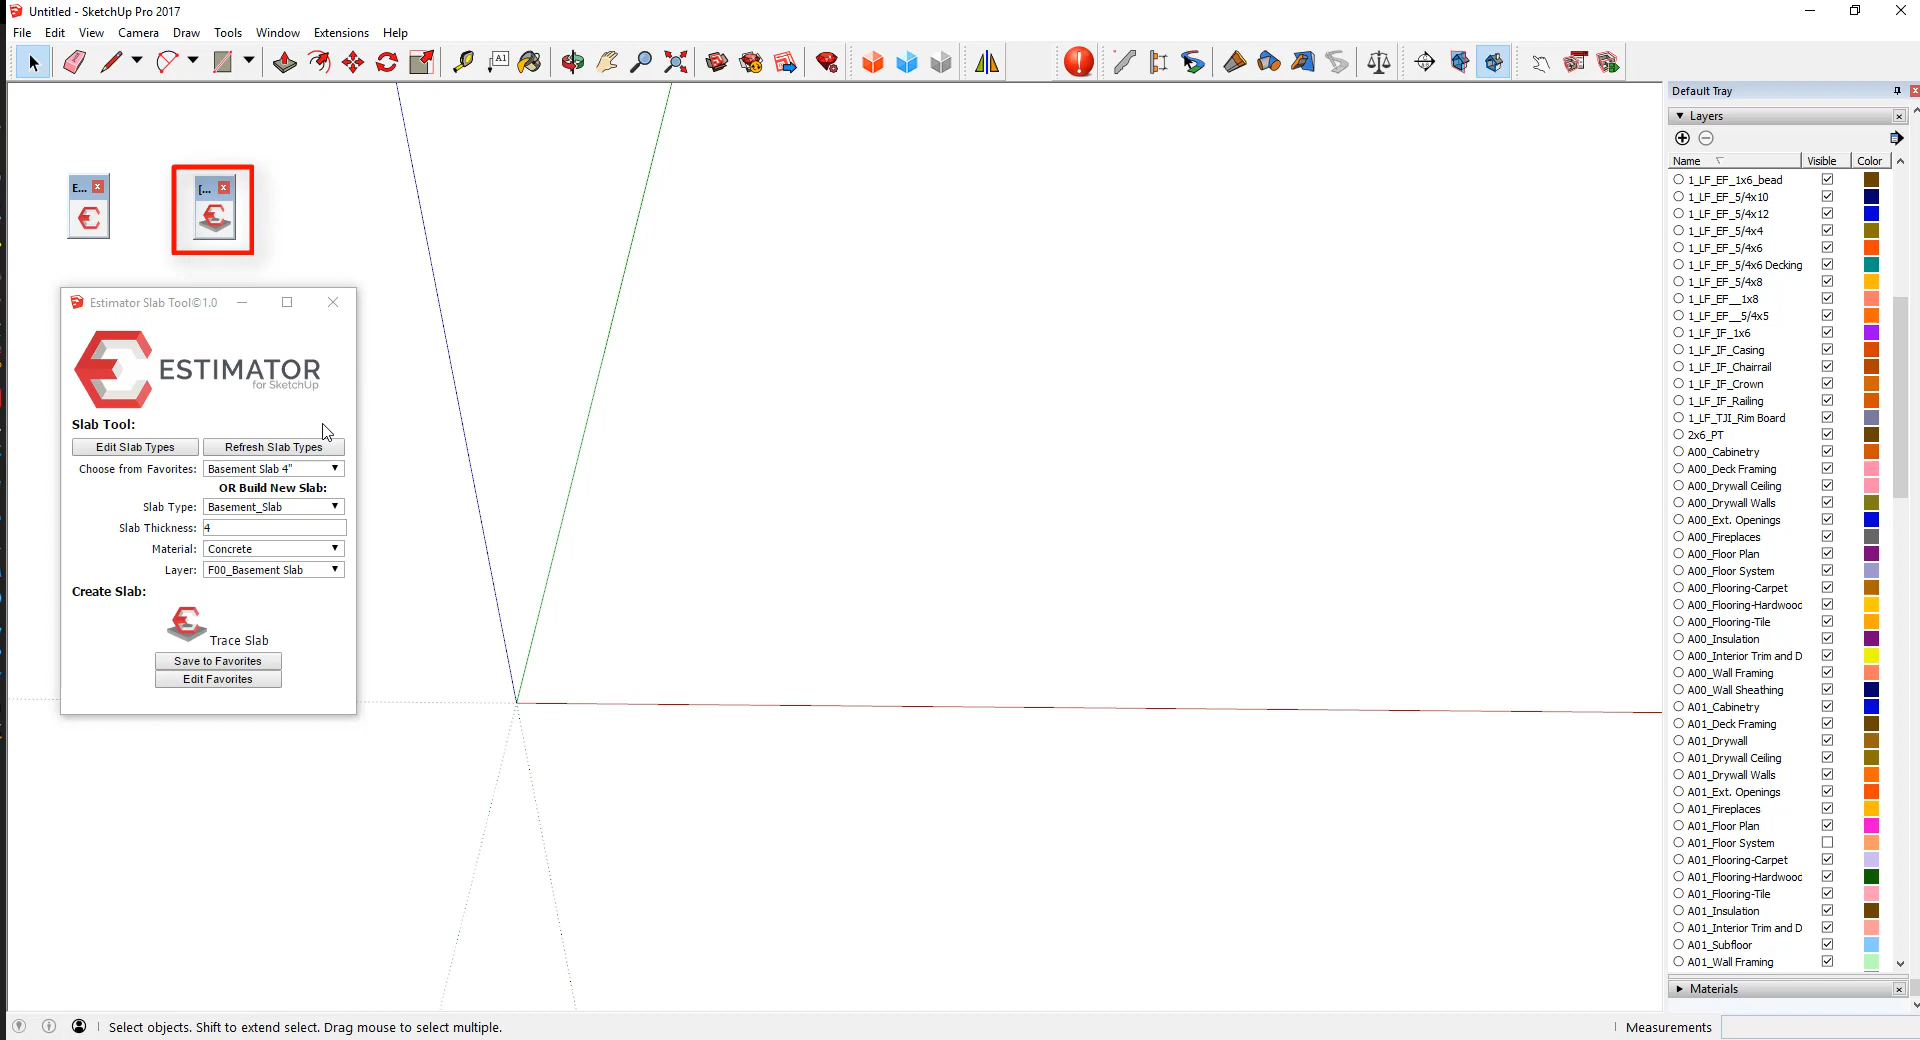 Untitled - SketchUp Pro 2017
File Edit View Camera Draw Tools Window Extensions Help
A1
Default Tray
Layers
Name Visible Color
E...
[...
1_LF_EF_1x6_bead
1_LF_EF_5/4x10
1_LF_EF_5/4x12
1_LF_EF_5/4x4
1_LF_EF_5/4x6
1_LF_EF_5/4x6 Decking
1_LF_EF_5/4x8
1_LF_EF__1x8
1_LF_EF__5/4x5
1_LF_IF_1x6
1_LF_IF_Casing
1_LF_IF_Chairrail
1_LF_IF_Crown
1_LF_IF_Railing
1_LF_TJI_Rim Board
2x6_PT
A00_Cabinetry
A00_Deck Framing
A00_Drywall Ceiling
A00_Drywall Walls
A00_Ext. Openings
A00_Fireplaces
A00_Floor Plan
A00_Floor System
A00_Flooring-Carpet
A00_Flooring-Hardwood
A00_Flooring-Tile
A00_Insulation
A00_Interior Trim and D
A00_Wall Framing
A00_Wall Sheathing
A01_Cabinetry
A01_Deck Framing
A01_Drywall
A01_Drywall Ceiling
A01_Drywall Walls
A01_Ext. Openings
A01_Fireplaces
A01_Floor Plan
A01_Floor System
A01_Flooring-Carpet
A01_Flooring-Hardwood
A01_Flooring-Tile
A01_Insulation
A01_Interior Trim and D
A01_Subfloor
A01_Wall Framing
Materials
Estimator Slab Tool©1.0
ESTIMATOR
for SketchUp
Slab Tool:
Edit Slab Types Refresh Slab Types
Choose from Favorites: Basement Slab 4"
OR Build New Slab:
Slab Type: Basement_Slab
Slab Thickness: 4
Material: Concrete
Layer: F00_Basement Slab
Create Slab:
Trace Slab
Save to Favorites
Edit Favorites
Select objects. Shift to extend select. Drag mouse to select multiple.
Measurements